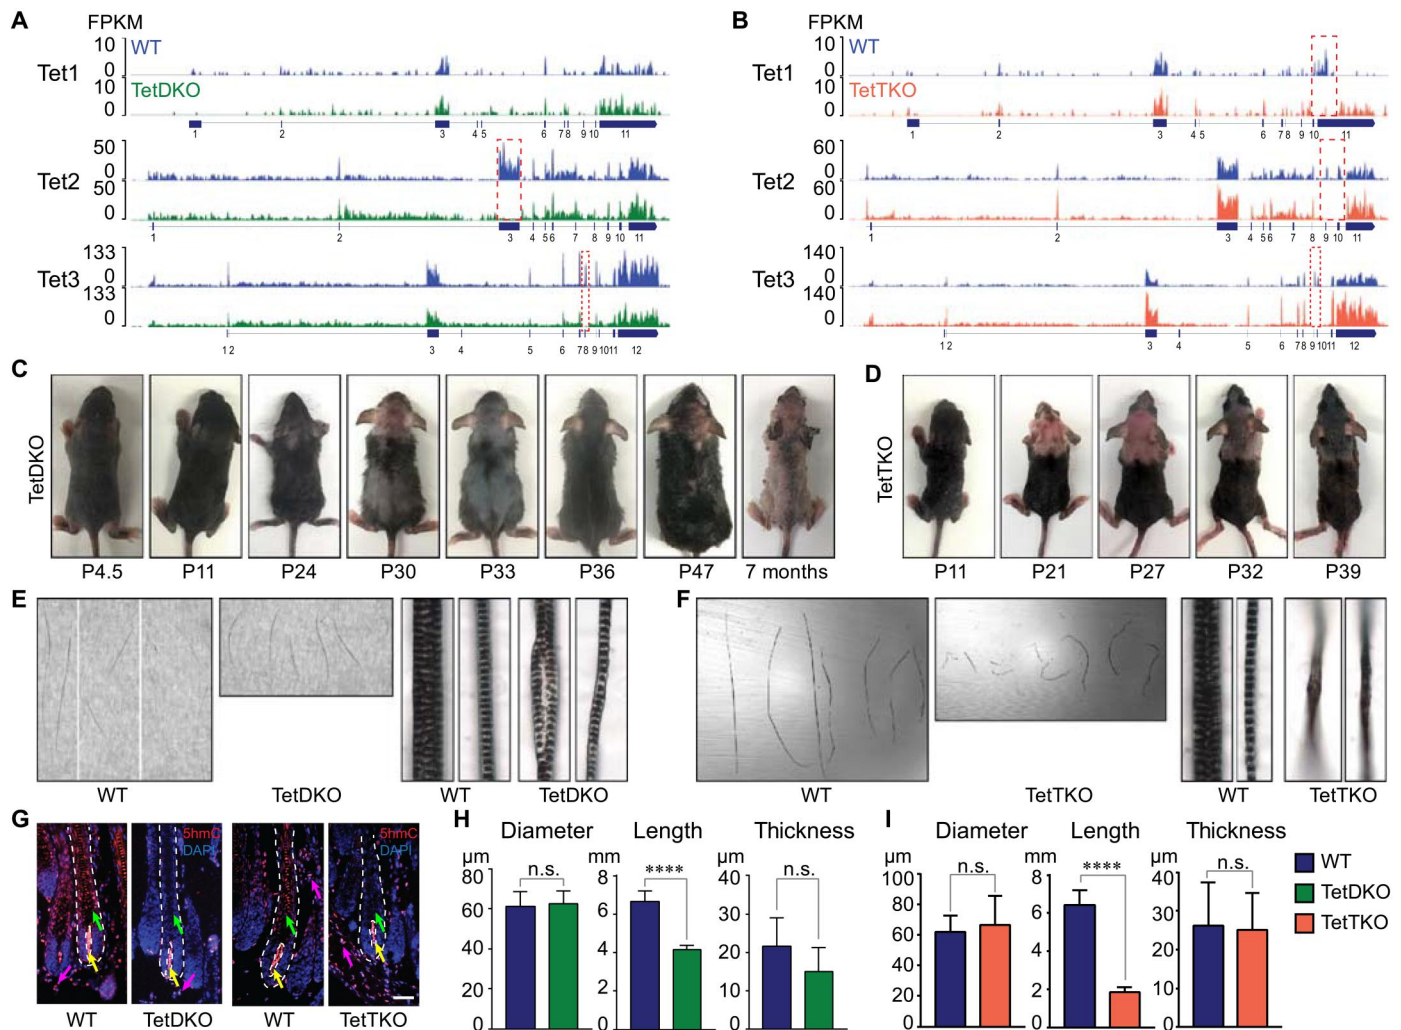 A
FPKM
Tet1
10
0
WT
10
0
TetDKO
1 2 3 4 5 6 7 8 9 10 11
Tet2
50
0
50
0
1 2 3 4 5 6 7 8 9 10 11
Tet3
133
0
133
0
1 2 3 4 5 6 7 8 9 10 11 12
B
FPKM
Tet1
10
0
WT
10
0
TetTKO
1 2 3 4 5 6 7 8 9 10 11
Tet2
60
0
60
0
1 2 3 4 5 6 7 8 9 10 11
Tet3
140
0
140
0
1 2 3 4 5 6 7 8 9 10 11 12
C
TetDKO
P4.5 P11 P24 P30 P33 P36 P47 7 months
D
TetTKO
P11 P21 P27 P32 P39
E
WT TetDKO WT TetDKO
F
WT TetTKO WT TetTKO
G
5hmC
DAPI
5hmC
DAPI
WT TetDKO WT TetTKO
H
Diameter
µm
80
60
40
20
0
n.s.
Length
mm
8
6
4
2
0
****
Thickness
µm
40
30
20
10
0
n.s.
I
Diameter
µm
100
80
60
40
20
0
n.s.
Length
mm
8
6
4
2
0
****
Thickness
µm
40
30
20
10
0
n.s.
WT
TetDKO
TetTKO